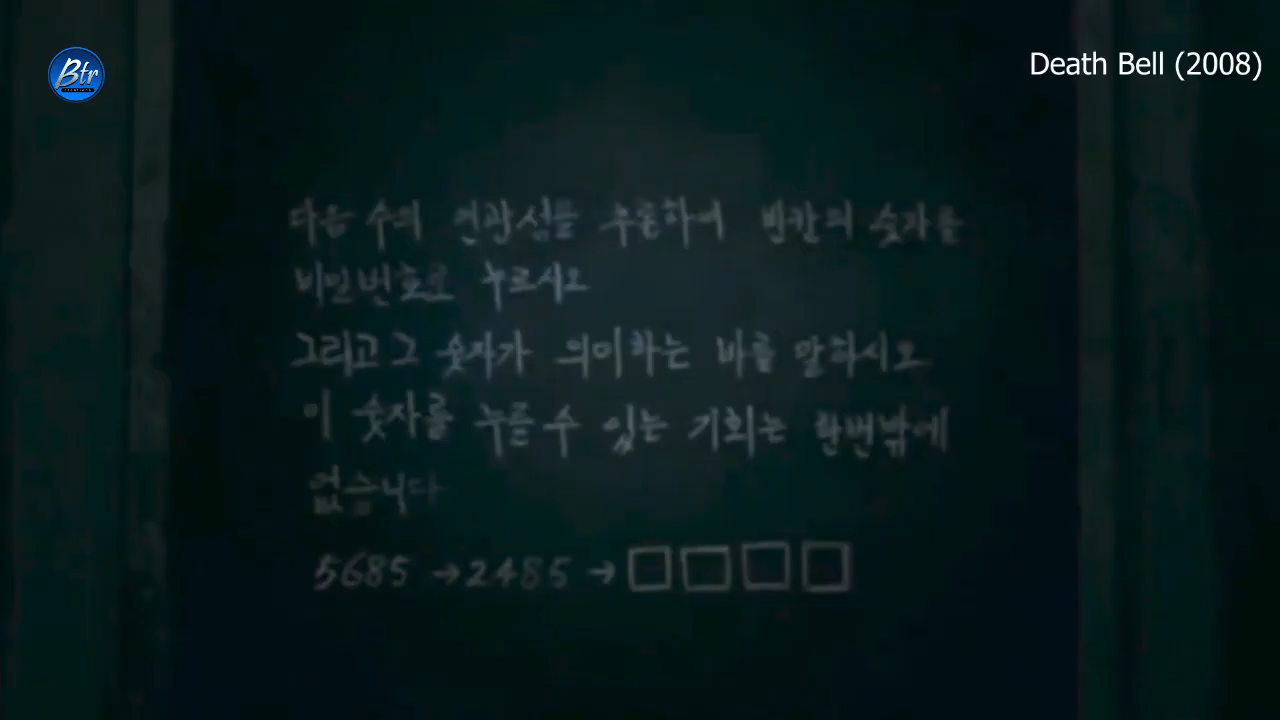 Btr
Death Bell (2008)
다음 수의 연관성을 추출하여 빈칸의 숫자를
비밀번호로 누르시오
그리고 그 숫자가 의미하는 바를 말하시오
이 숫자를 누를 수 있는 기회는 한번밖에
없습니다
5685 →2485 → □□□□